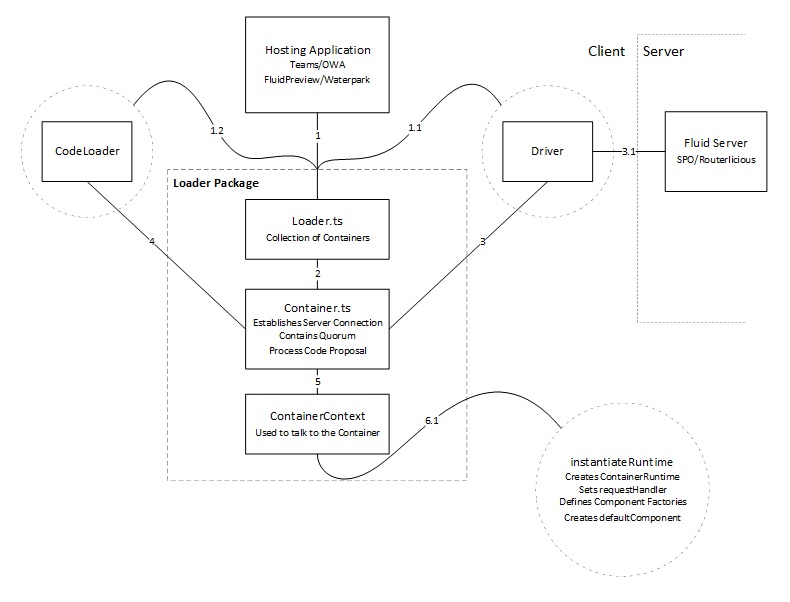 Hosting Application
Teams/OWA
FluidPreview/Waterpark
Client
Server
1.2
1
1.1
CodeLoader
Driver
3.1
Fluid Server
SPO/Routerlicious
Loader Package
Loader.ts
Collection of Containers
4
3
2
Container.ts
Establishes Server Connection
Contains Quorum
Process Code Proposal
5
ContainerContext
Used to talk to the Container
6.1
instantiateRuntime
Creates ContainerRuntime
Sets requestHandler
Defines Component Factories
Creates defaultComponent